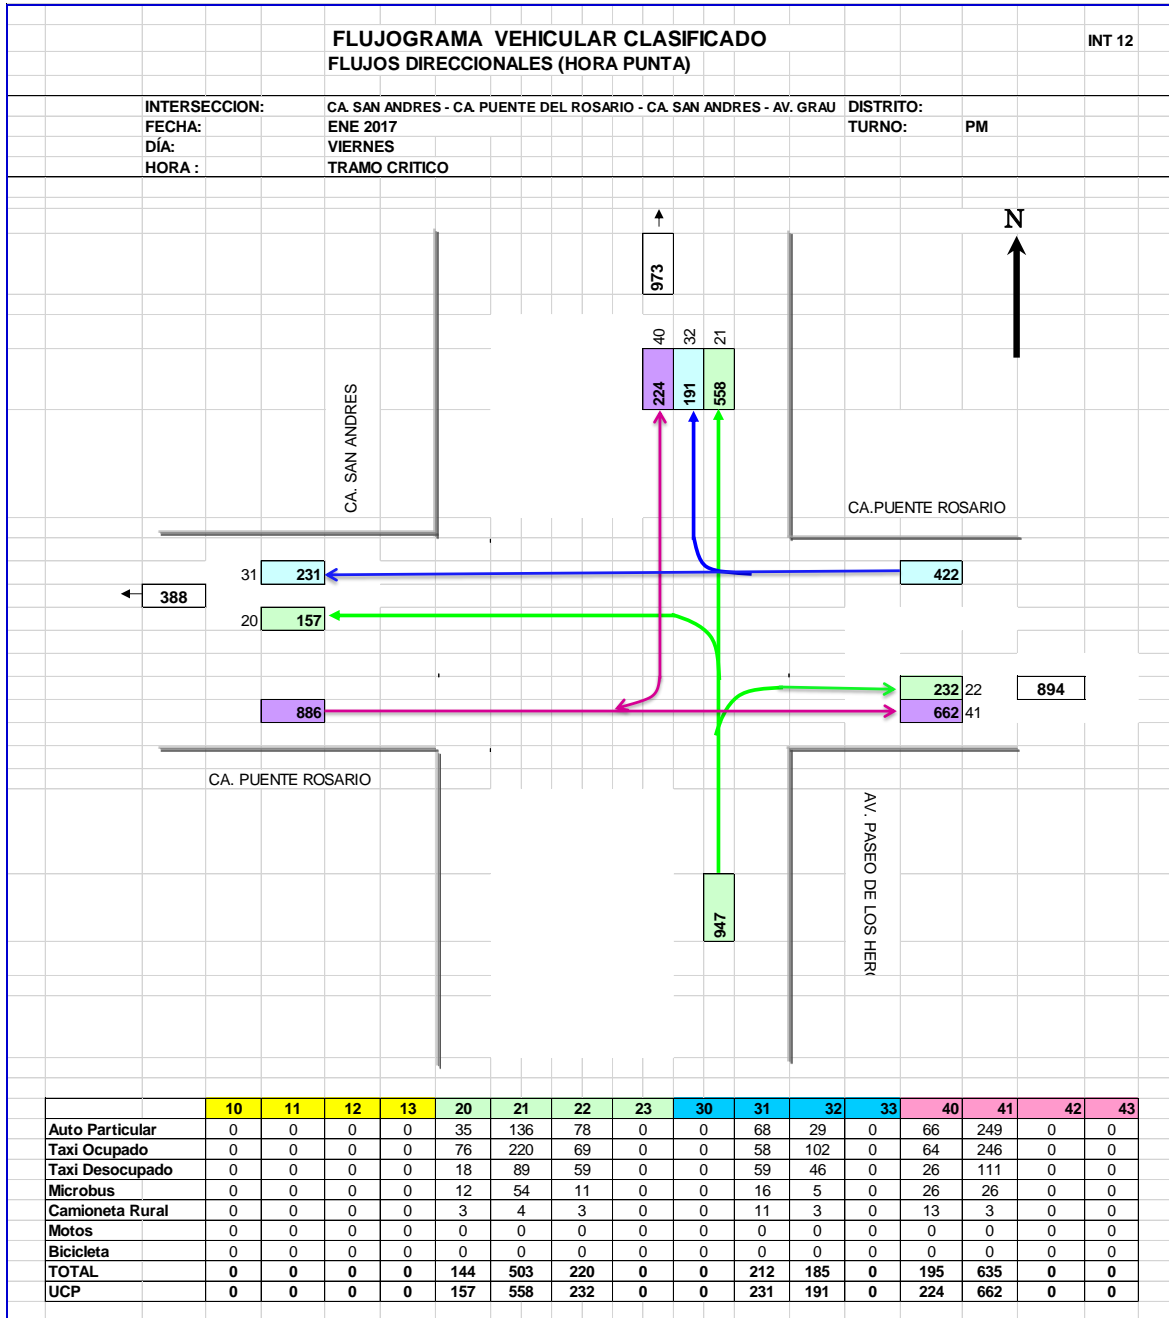 FLUJOGRAMA VEHICULAR CLASIFICADO
INT 12
FLUJOS DIRECCIONALES (HORA PUNTA)
INTERSECCION: CA. SAN ANDRES - CA. PUENTE DEL ROSARIO - CA. SAN ANDRES - AV. GRAU DISTRITO:
FECHA: ENE 2017 TURNO: PM
DÍA: VIERNES
HORA : TRAMO CRITICO
N
973
40 32 21
224 191 558
CA. SAN ANDRES
CA.PUENTE ROSARIO
31 231 422
388
20 157
232 22 894
886 662 41
CA. PUENTE ROSARIO
AV. PASEO DE LOS HERO
947
10 11 12 13 20 21 22 23 30 31 32 33 40 41 42 43
Auto Particular 0 0 0 0 35 136 78 0 0 68 29 0 66 249 0 0
Taxi Ocupado 0 0 0 0 76 220 69 0 0 58 102 0 64 246 0 0
Taxi Desocupado 0 0 0 0 18 89 59 0 0 59 46 0 26 111 0 0
Microbus 0 0 0 0 12 54 11 0 0 16 5 0 26 26 0 0
Camioneta Rural 0 0 0 0 3 4 3 0 0 11 3 0 13 3 0 0
Motos 0 0 0 0 0 0 0 0 0 0 0 0 0 0 0 0
Bicicleta 0 0 0 0 0 0 0 0 0 0 0 0 0 0 0 0
TOTAL 0 0 0 0 144 503 220 0 0 212 185 0 195 635 0 0
UCP 0 0 0 0 157 558 232 0 0 231 191 0 224 662 0 0